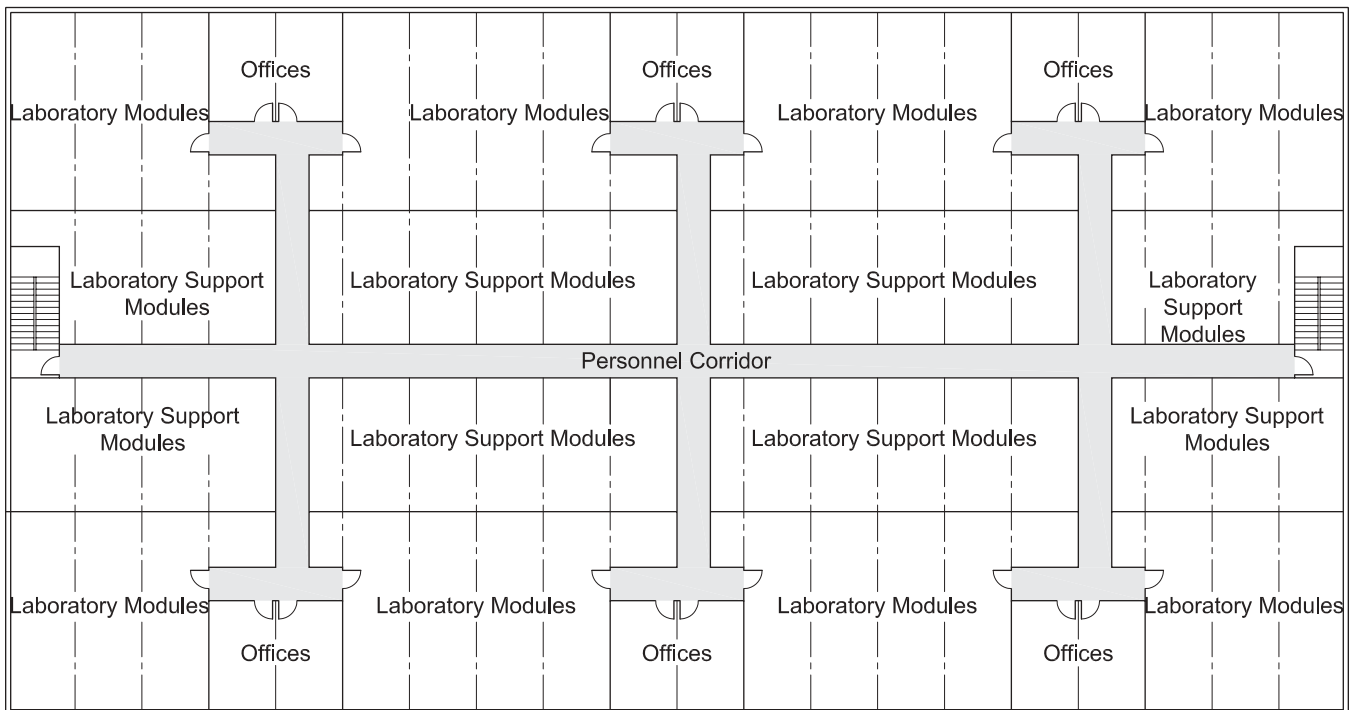 Offices
Offices
Offices
Laboratory Modules
Laboratory Modules
Laboratory Modules
Laboratory Modules
Laboratory Support
Modules
Laboratory Support Modules
Laboratory Support Modules
Laboratory
Support
Modules
Personnel Corridor
Laboratory Support
Modules
Laboratory Support Modules
Laboratory Support Modules
Laboratory Support
Modules
Laboratory Modules
Laboratory Modules
Laboratory Modules
Laboratory Modules
Offices
Offices
Offices